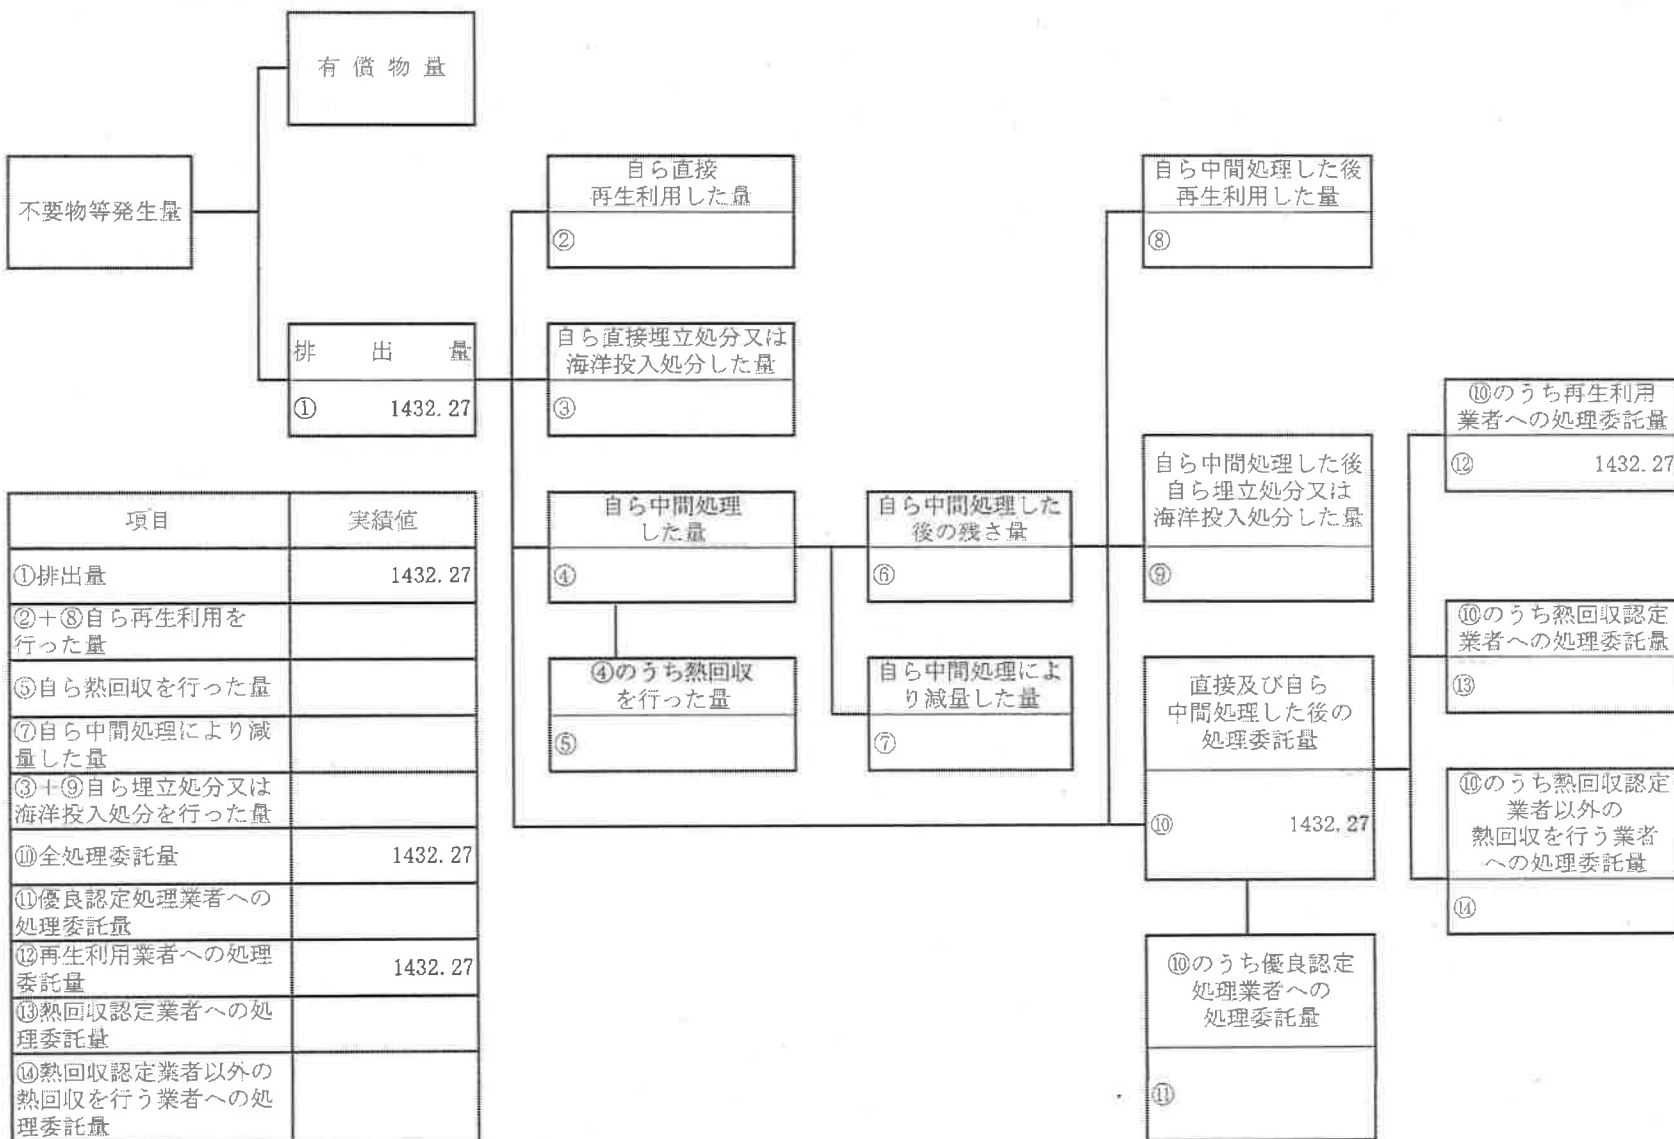 有償物量
不要物等発生量
自ら直接
再生利用した量
②
自ら中間処理した後
再生利用した量
⑧
排出量
① 1432.27
自ら直接埋立処分又は
海洋投入処分した量
③
⑩のうち再生利用
業者への処理委託量
⑫ 1432.27
自ら中間処理した後
自ら埋立処分又は
海洋投入処分した量
⑨
自ら中間処理
した量
④
自ら中間処理した
後の残さ量
⑥
⑩のうち熱回収認定
業者への処理委託量
⑬
④のうち熱回収
を行った量
⑤
自ら中間処理によ
り減量した量
⑦
直接及び自ら
中間処理した後の
処理委託量
⑩ 1432.27
⑩のうち熱回収認定
業者以外の
熱回収を行う業者
への処理委託量
⑭
⑩のうち優良認定
処理業者への
処理委託量
⑪
項目 実績値
①排出量 1432.27
②+⑧自ら再生利用を
行った量
⑤自ら熱回収を行った量
⑦自ら中間処理により減
量した量
③+⑨自ら埋立処分又は
海洋投入処分を行った量
⑩全処理委託量 1432.27
⑪優良認定処理業者への
処理委託量
⑫再生利用業者への処理
委託量 1432.27
⑬熱回収認定業者への処
理委託量
⑭熱回収認定業者以外の
熱回収を行う業者への処
理委託量